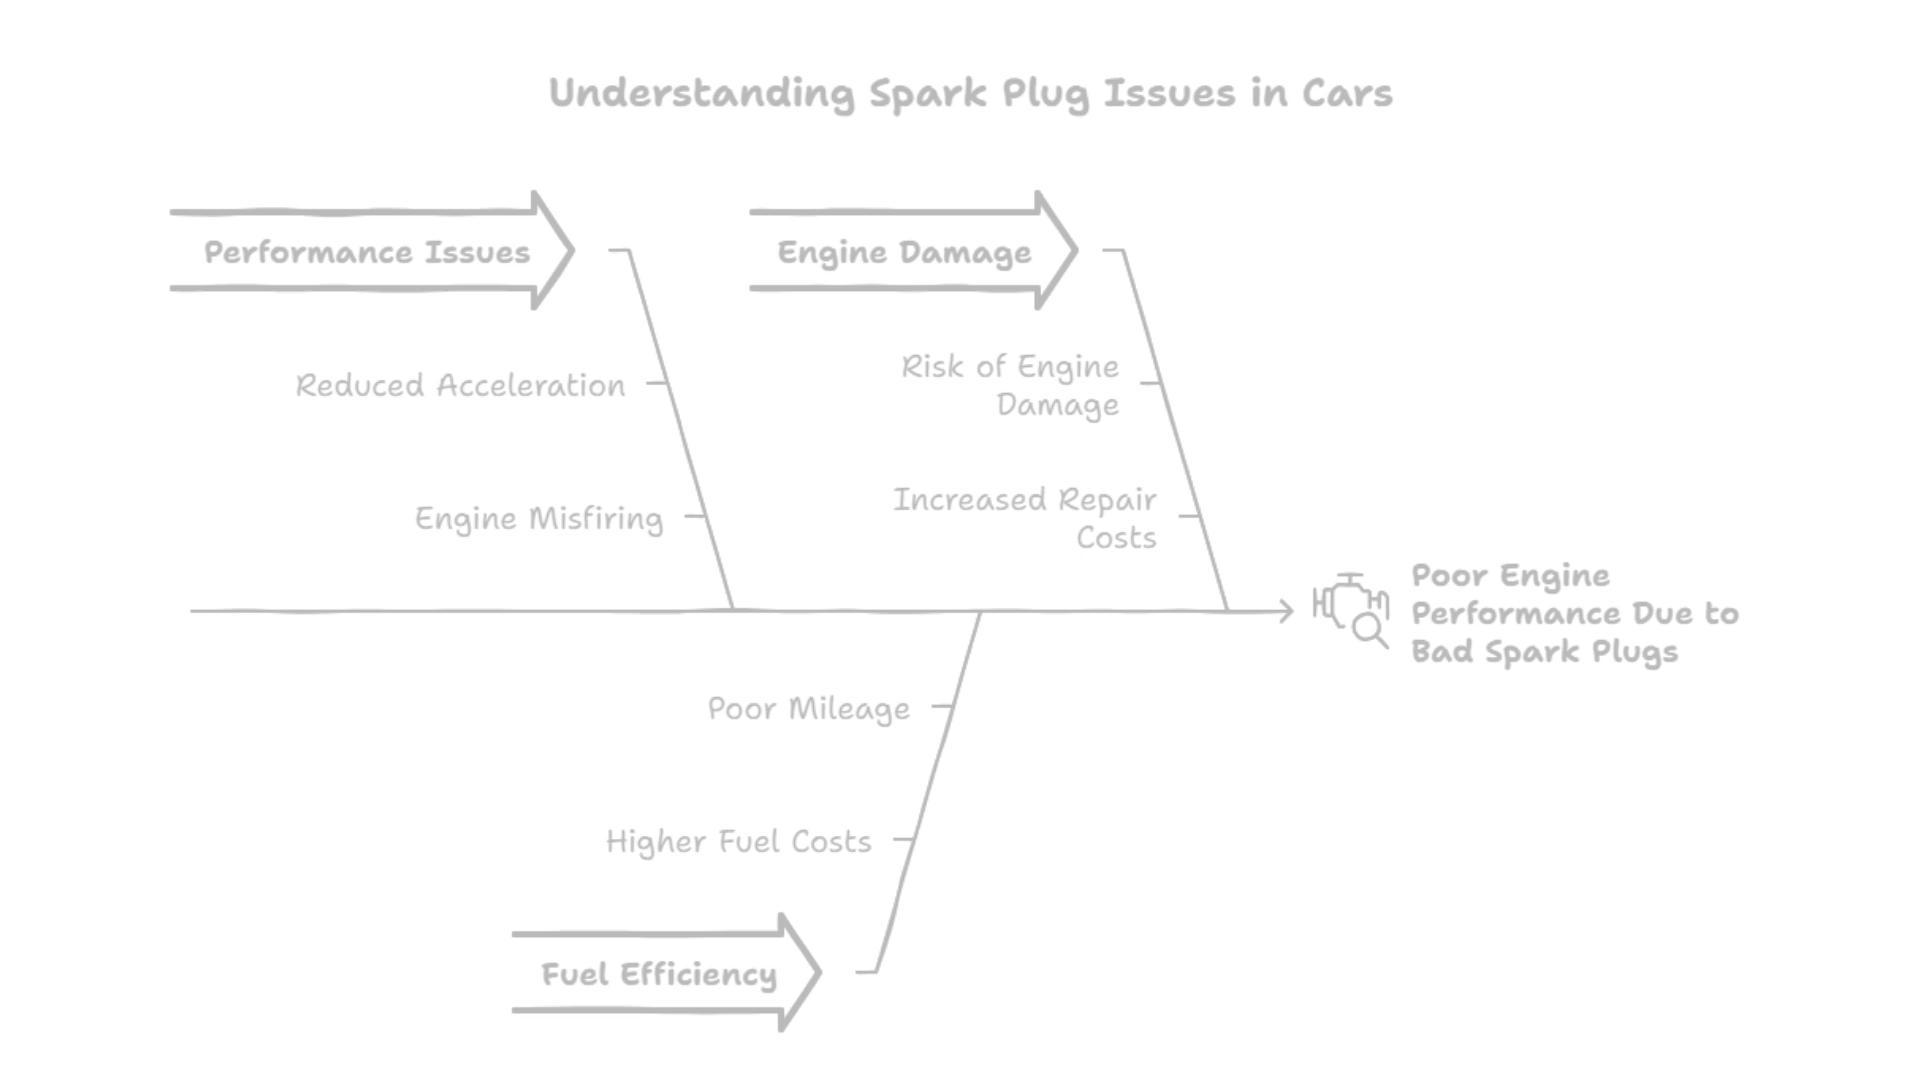 Understanding Spark Plug Issues in Cars
Performance Issues
Engine Damage
Reduced Acceleration
Risk of Engine
Damage
Engine Misfiring
Increased Repair
Costs
Poor Engine
Performance Due to
Bad Spark Plugs
Poor Mileage
Higher Fuel Costs
Fuel Efficiency